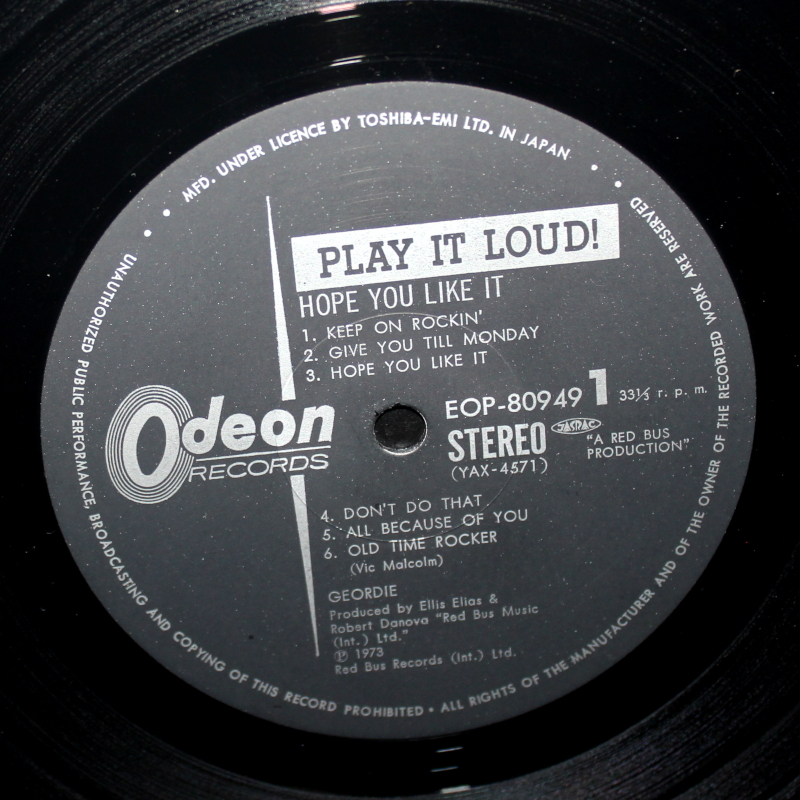 MFD. UNDER LICENCE BY TOSHIBA-EMI LTD. IN JAPAN
PLAY IT LOUD!
HOPE YOU LIKE IT
1. KEEP ON ROCKIN'
2. GIVE YOU TILL MONDAY
3. HOPE YOU LIKE IT
Odeon
RECORDS
EOP-80949 1 33⅓ r. p. m.
STEREO JASRAC "A RED BUS
(YAX-4571) PRODUCTION"
4. DON'T DO THAT
5. ALL BECAUSE OF YOU
6. OLD TIME ROCKER
(Vic Malcolm)
GEORDIE
Produced by Ellis Elias &
Robert Danova "Red Bus Music
(Int.) Ltd."
Ⓟ 1973
Red Bus Records (Int.) Ltd.
UNAUTHORIZED PUBLIC PERFORMANCE, BROADCASTING AND COPYING OF THIS RECORD PROHIBITED • ALL RIGHTS OF THE MANUFACTURER AND OF THE OWNER OF THE RECORDED WORK ARE RESERVED